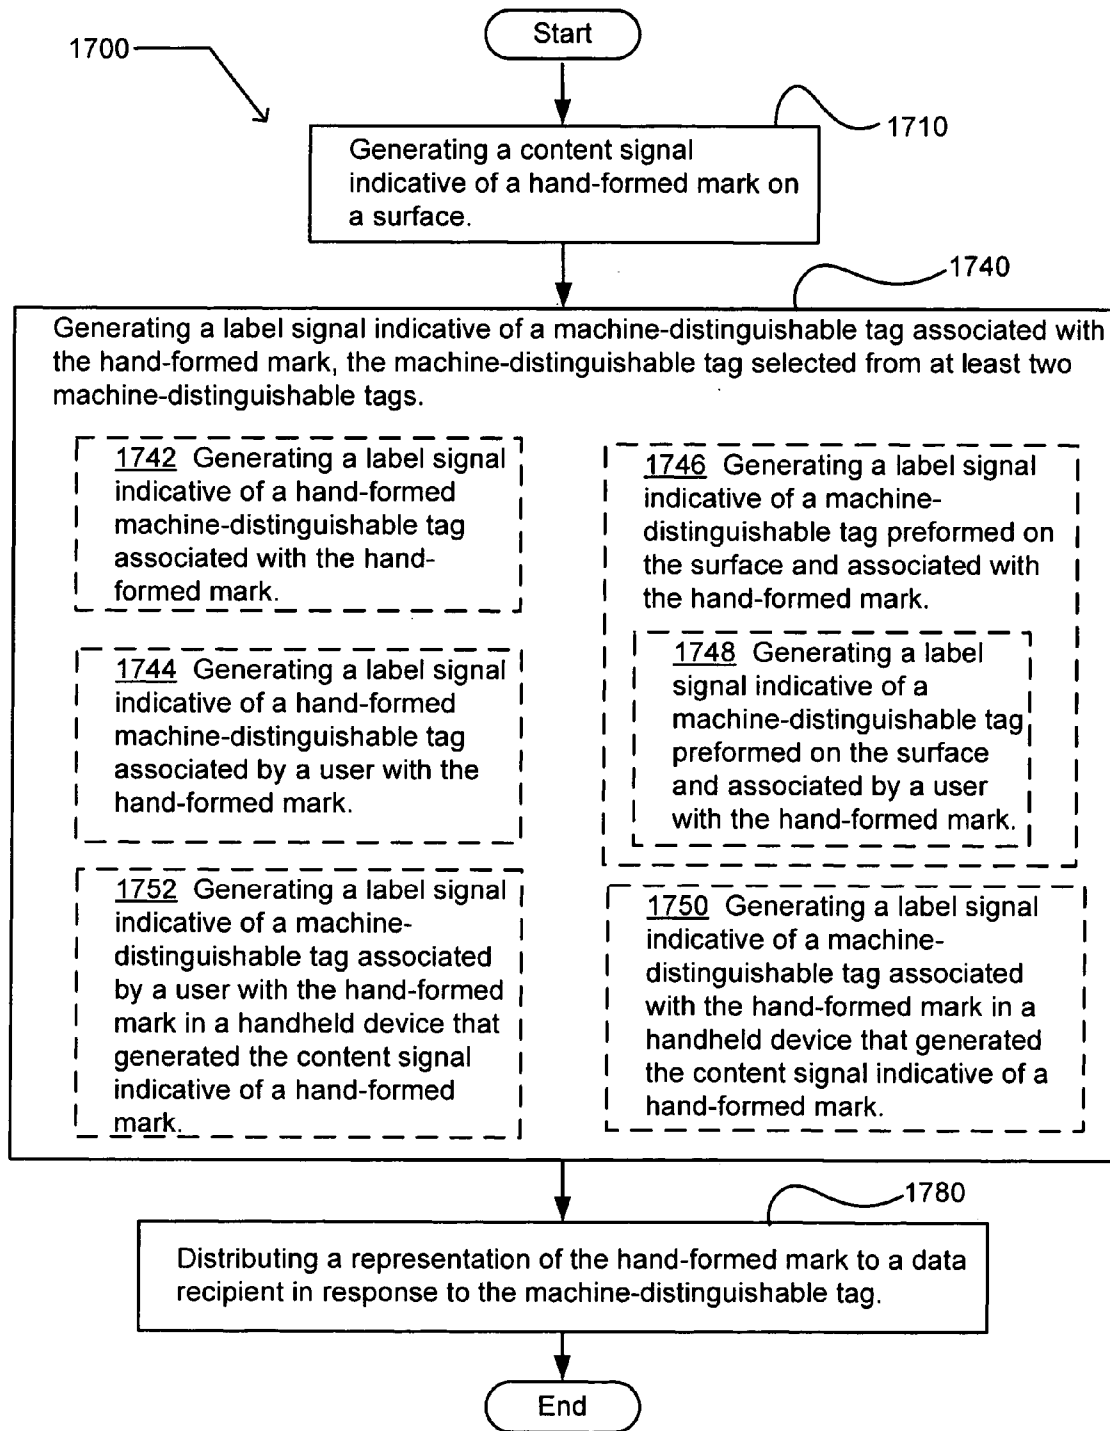 1700
Start
1710
Generating a content signal
indicative of a hand-formed mark on
a surface.
1740
Generating a label signal indicative of a machine-distinguishable tag associated with
the hand-formed mark, the machine-distinguishable tag selected from at least two
machine-distinguishable tags.
1742 Generating a label signal
indicative of a hand-formed
machine-distinguishable tag
associated with the hand-
formed mark.
1744 Generating a label signal
indicative of a hand-formed
machine-distinguishable tag
associated by a user with the
hand-formed mark.
1752 Generating a label signal
indicative of a machine-
distinguishable tag associated
by a user with the hand-formed
mark in a handheld device that
generated the content signal
indicative of a hand-formed
mark.
1746 Generating a label signal
indicative of a machine-
distinguishable tag preformed on
the surface and associated with
the hand-formed mark.
1748 Generating a label
signal indicative of a
machine-distinguishable tag
preformed on the surface
and associated by a user
with the hand-formed mark.
1750 Generating a label signal
indicative of a machine-
distinguishable tag associated
with the hand-formed mark in a
handheld device that generated
the content signal indicative of a
hand-formed mark.
1780
Distributing a representation of the hand-formed mark to a data
recipient in response to the machine-distinguishable tag.
End